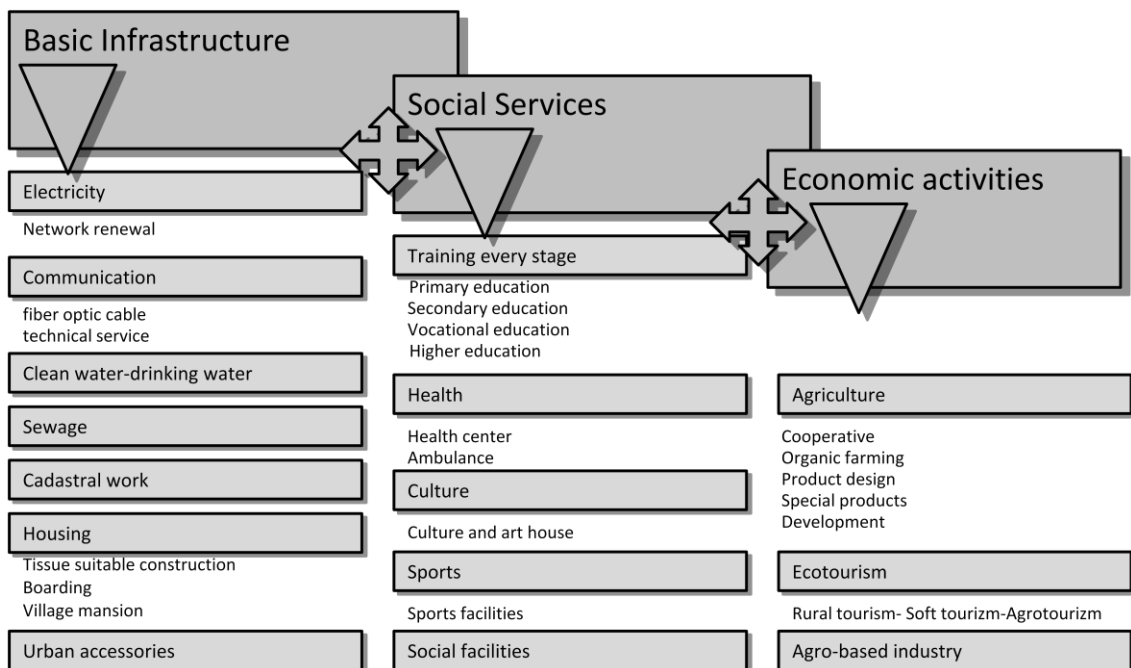 Basic Infrastructure
Electricity
Network renewal
Communication
fiber optic cable
technical service
Clean water-drinking water
Sewage
Cadastral work
Housing
Tissue suitable construction
Boarding
Village mansion
Urban accessories
Social Services
Training every stage
Primary education
Secondary education
Vocational education
Higher education
Health
Health center
Ambulance
Culture
Culture and art house
Sports
Sports facilities
Social facilities
Economic activities
Agriculture
Cooperative
Organic farming
Product design
Special products
Development
Ecotourism
Rural tourism- Soft tourizm-Agrotourizm
Agro-based industry